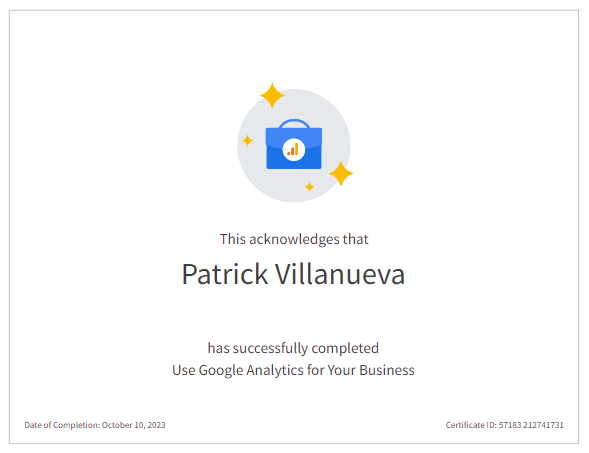 This acknowledges that
Patrick Villanueva
has successfully completed
Use Google Analytics for Your Business
Date of Completion: October 10, 2023
Certificate ID: 57183 212741731